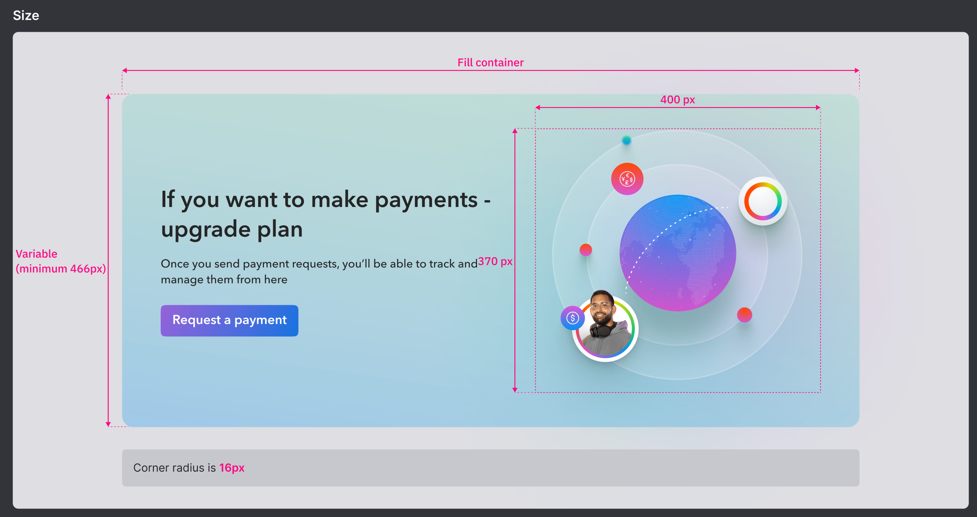 Size
Fill container
400 px
If you want to make payments -
upgrade plan
Variable
(minimum 466px)
Once you send payment requests, you’ll be able to track and
manage them from here
370 px
Request a payment
$
Corner radius is 16px